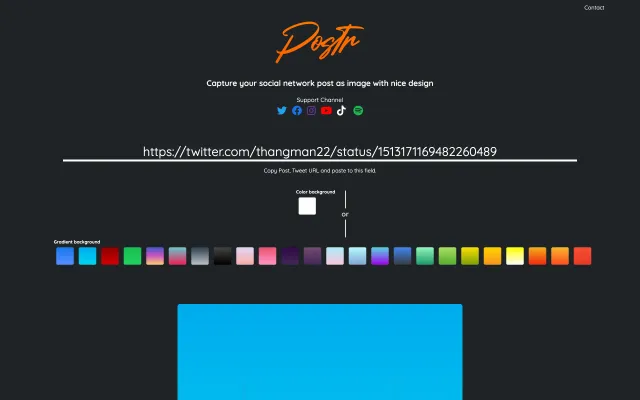 Contact
Postr
Capture your social network post as image with nice design
Support Channel
https://twitter.com/thangman22/status/1513171169482260489
Copy Post, Tweet URL and paste to this field.
Color background
or
Gradient background